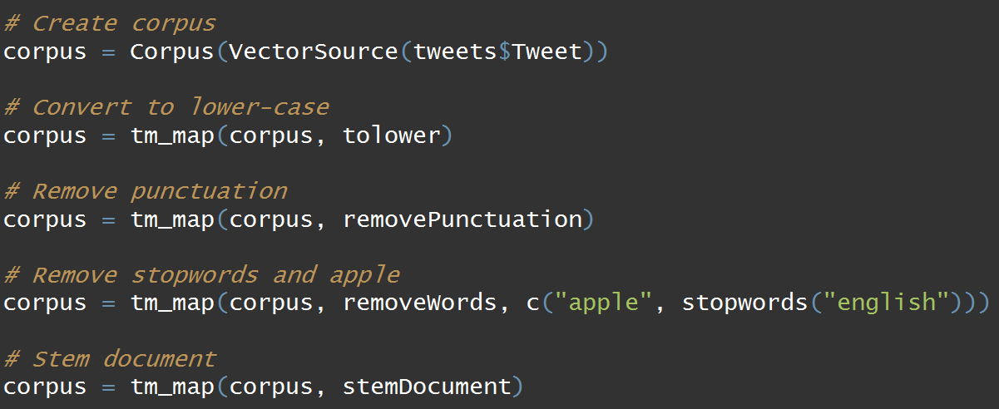 # Create corpus
corpus = Corpus(VectorSource(tweets$Tweet))
# Convert to lower-case
corpus = tm_map(corpus, tolower)
# Remove punctuation
corpus = tm_map(corpus, removePunctuation)
# Remove stopwords and apple
corpus = tm_map(corpus, removeWords, c("apple", stopwords("english")))
# Stem document
corpus = tm_map(corpus, stemDocument)